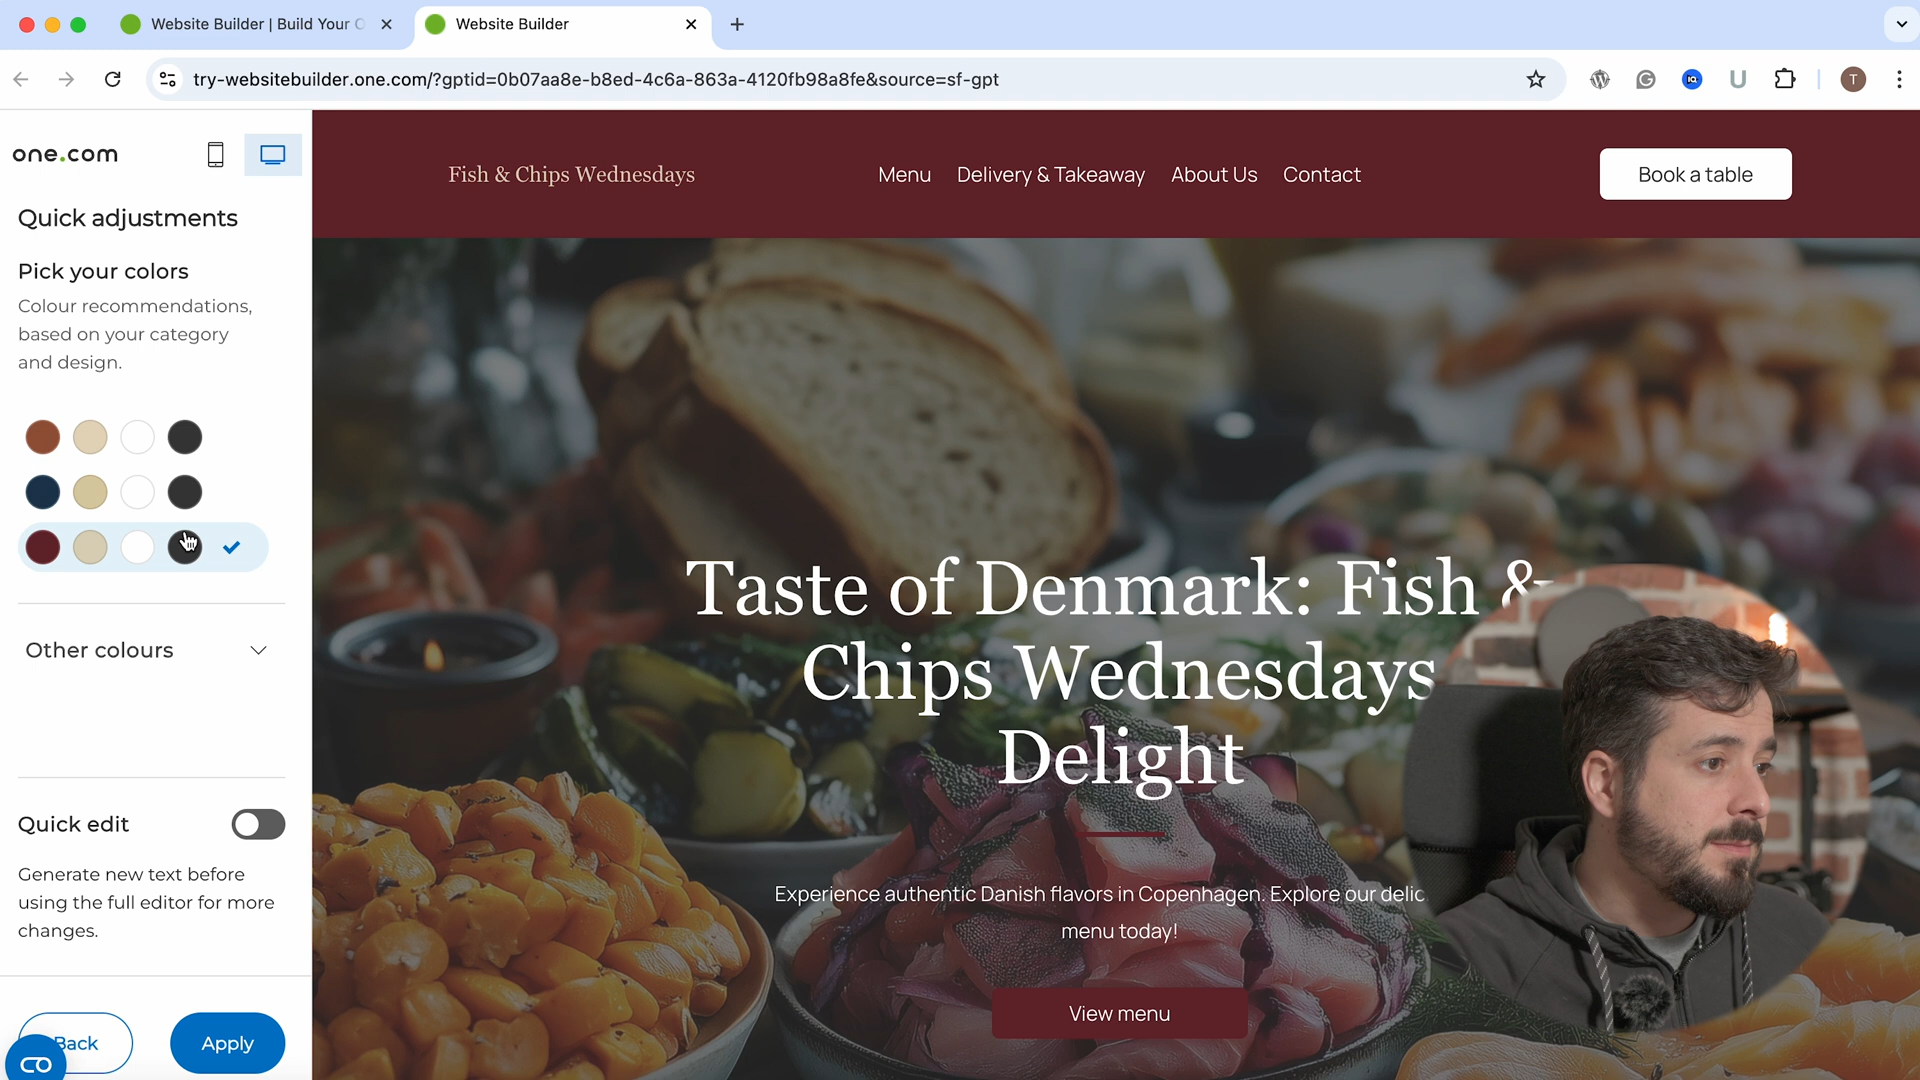 Website Builder | Build Your O
Website Builder
try-websitebuilder.one.com/?gptid=0b07aa8e-b8ed-4c6a-863a-4120fb98a8fe&source=sf-gpt
T
one.com
Quick adjustments
Pick your colors
Colour recommendations,
based on your category
and design.
Other colours
Quick edit
Generate new text before
using the full editor for more
changes.
Back
Apply
Fish & Chips Wednesdays
Menu
Delivery & Takeaway
About Us
Contact
Book a table
Taste of Denmark: Fish &
Chips Wednesdays
Delight
Experience authentic Danish flavors in Copenhagen. Explore our delic
menu today!
View menu